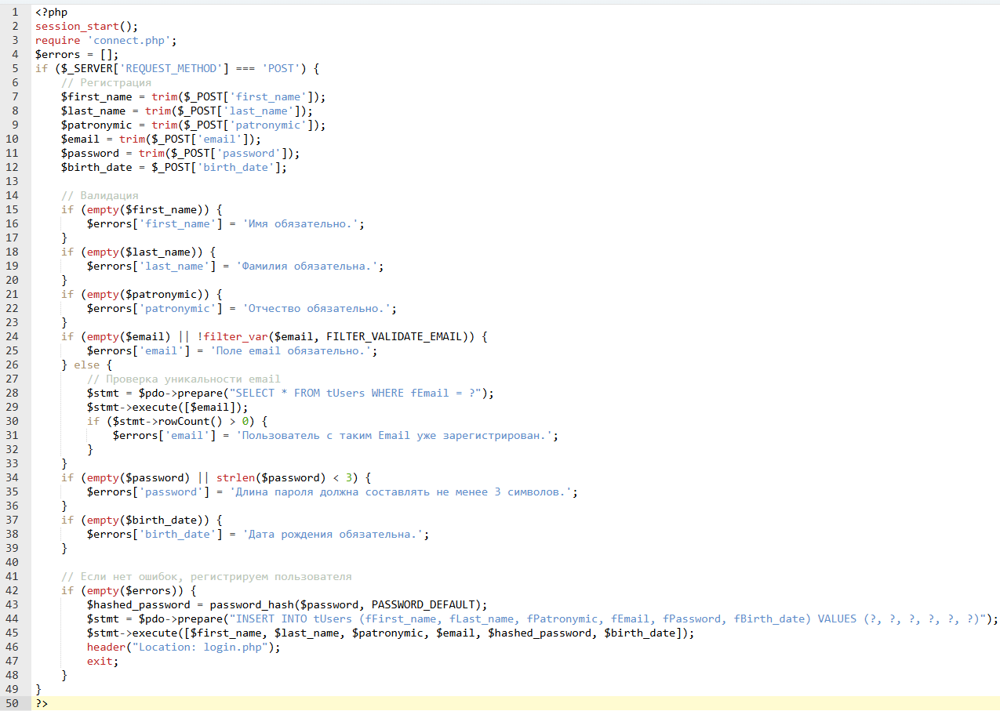 1 <?php
2 session_start();
3 require 'connect.php';
4 $errors = [];
5 if ($_SERVER['REQUEST_METHOD'] === 'POST') {
6     // Регистрация
7     $first_name = trim($_POST['first_name']);
8     $last_name = trim($_POST['last_name']);
9     $patronymic = trim($_POST['patronymic']);
10     $email = trim($_POST['email']);
11     $password = trim($_POST['password']);
12     $birth_date = $_POST['birth_date'];
13
14     // Валидация
15     if (empty($first_name)) {
16         $errors['first_name'] = 'Имя обязательно.';
17     }
18     if (empty($last_name)) {
19         $errors['last_name'] = 'Фамилия обязательна.';
20     }
21     if (empty($patronymic)) {
22         $errors['patronymic'] = 'Отчество обязательно.';
23     }
24     if (empty($email) || !filter_var($email, FILTER_VALIDATE_EMAIL)) {
25         $errors['email'] = 'Поле email обязательно.';
26     } else {
27         // Проверка уникальности email
28         $stmt = $pdo->prepare("SELECT * FROM tUsers WHERE fEmail = ?");
29         $stmt->execute([$email]);
30         if ($stmt->rowCount() > 0) {
31             $errors['email'] = 'Пользователь с таким Email уже зарегистрирован.';
32         }
33     }
34     if (empty($password) || strlen($password) < 3) {
35         $errors['password'] = 'Длина пароля должна составлять не менее 3 символов.';
36     }
37     if (empty($birth_date)) {
38         $errors['birth_date'] = 'Дата рождения обязательна.';
39     }
40
41     // Если нет ошибок, регистрируем пользователя
42     if (empty($errors)) {
43         $hashed_password = password_hash($password, PASSWORD_DEFAULT);
44         $stmt = $pdo->prepare("INSERT INTO tUsers (fFirst_name, fLast_name, fPatronymic, fEmail, fPassword, fBirth_date) VALUES (?, ?, ?, ?, ?, ?)");
45         $stmt->execute([$first_name, $last_name, $patronymic, $email, $hashed_password, $birth_date]);
46         header("Location: login.php");
47         exit;
48     }
49 }
50 ?>